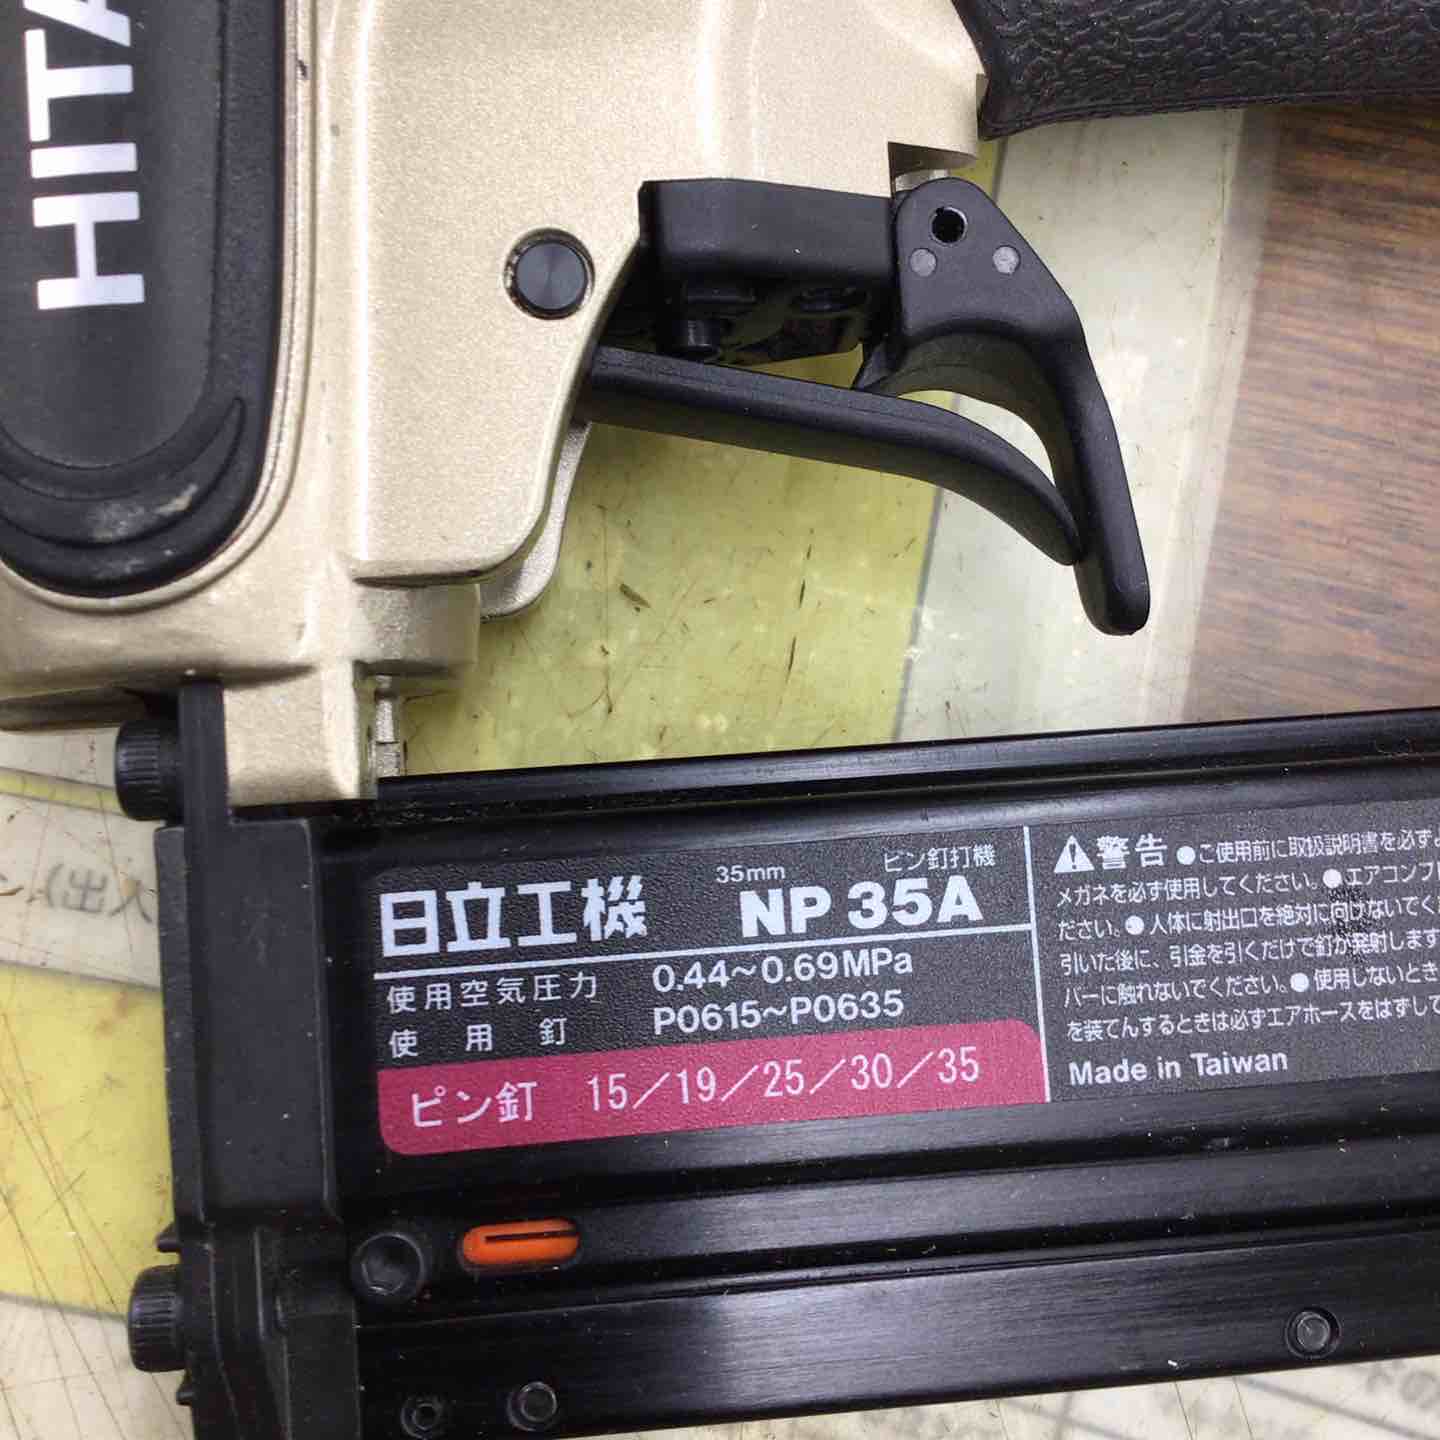 HITA
日立工機
35mm
ピン釘打機
NP 35A
使用空気圧力 0.44～0.69MPa
使用釘 P0615～P0635
ピン釘 15／19／25／30／35
⚠警告 ●ご使用前に取扱説明書を必ず
メガネを必ず使用してください。●エアコンプ
ださい。●人体に射出口を絶対に向けないでく
引いた後に、引金を引くだけで釘が発射します
バーに触れないでください。●使用しないとき
を装てんするときは必ずエアホースをはずして
Made in Taiwan
(出入